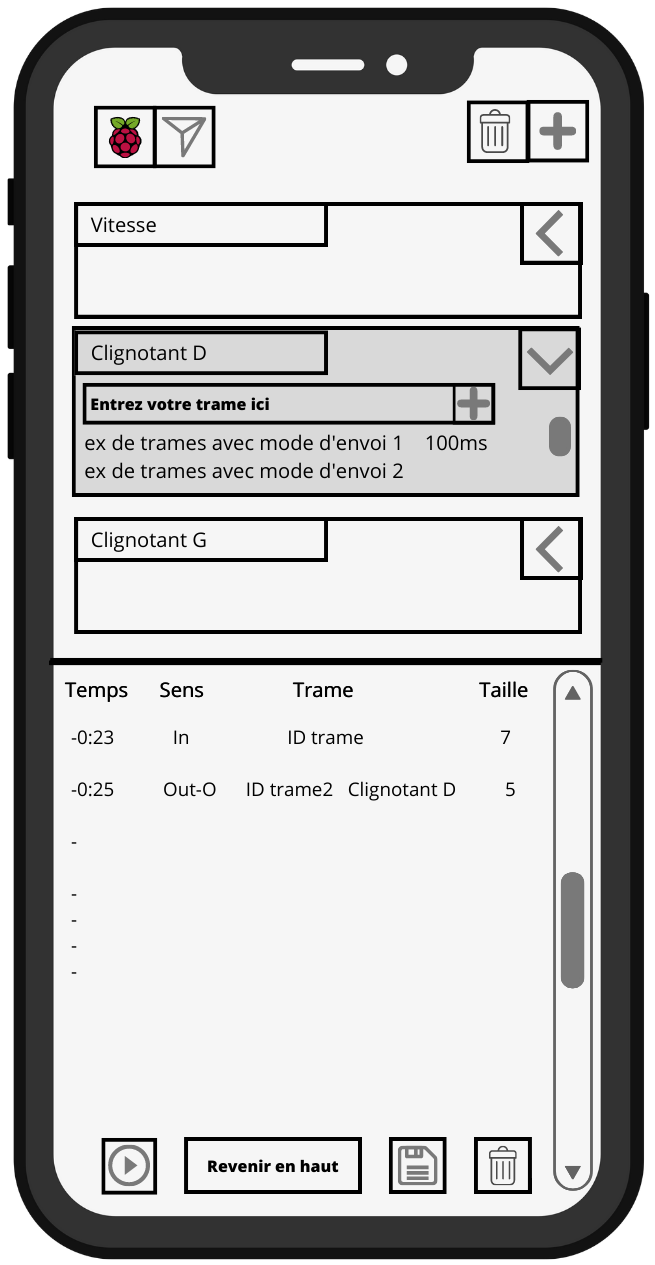 Vitesse
Clignotant D
Entrez votre trame ici
ex de trames avec mode d'envoi 1 100ms
ex de trames avec mode d'envoi 2
Clignotant G
Temps Sens Trame Taille
-0:23 In ID trame 7
-0:25 Out-O ID trame2 Clignotant D 5
-
-
-
-
-
Revenir en haut